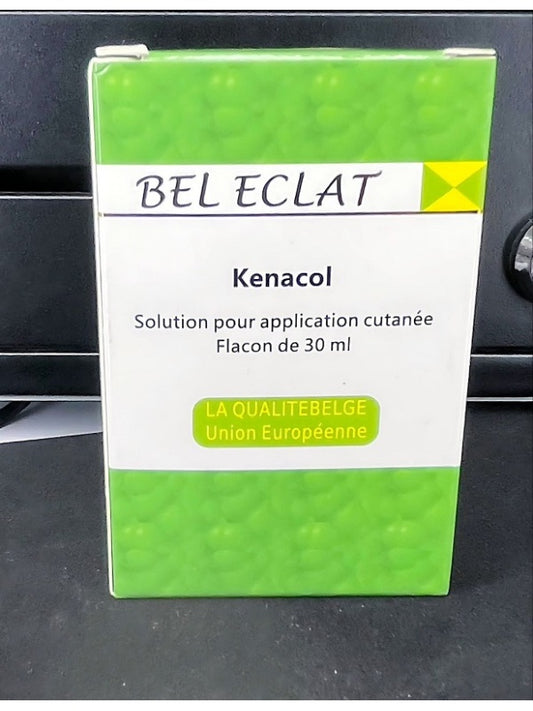 BEL ECLAT
Kenacol
Solution pour application cutanée
Flacon de 30 ml
LA QUALITEBELGE
Union Européenne